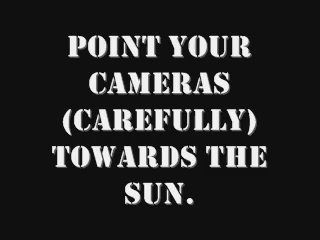 POINT YOUR
CAMERAS
(CAREFULLY)
TOWARDS THE
SUN.